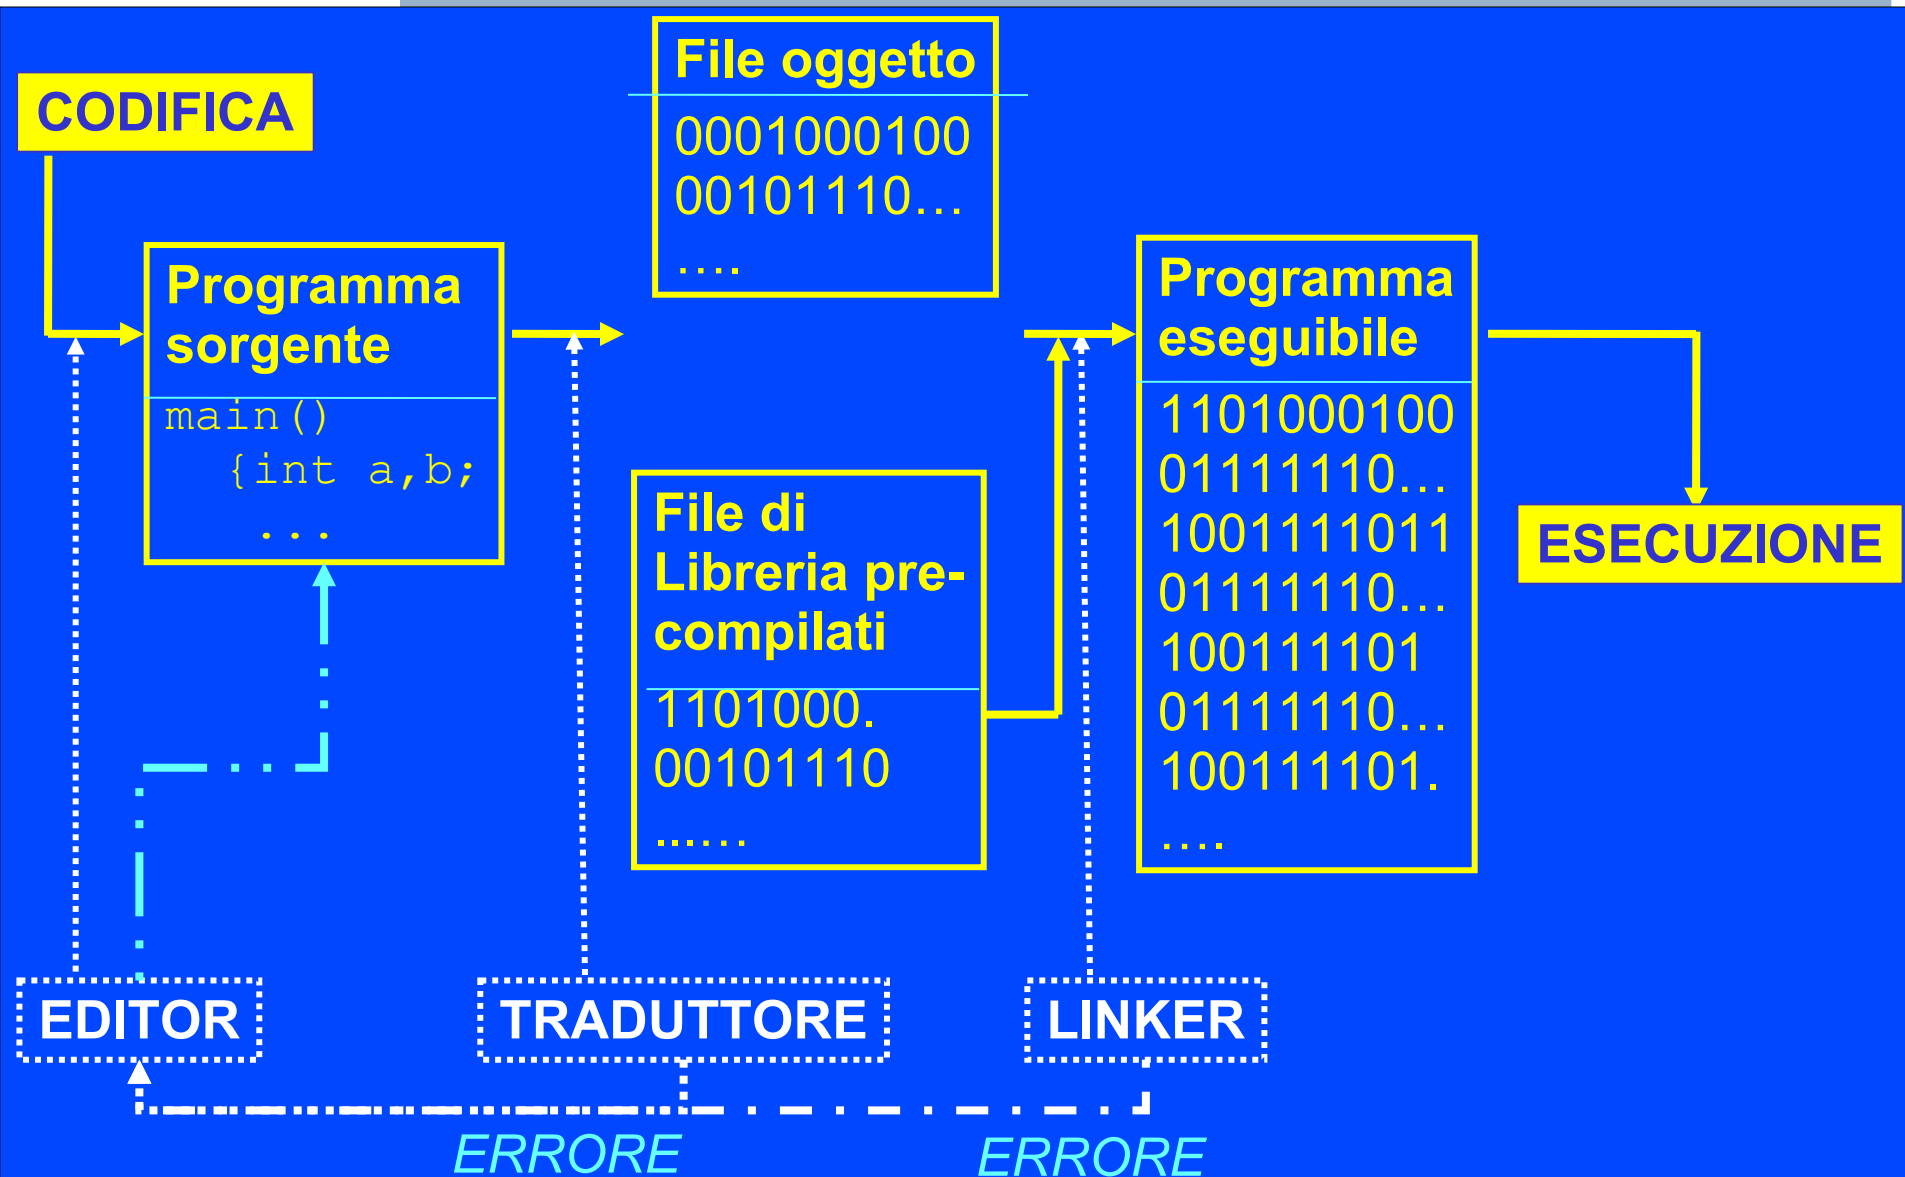 CODIFICA
File oggetto
0001000100
00101110…
….
Programma
sorgente
main()
{int a,b;
...
File di
Libreria pre-
compilati
1101000.
00101110
...…
Programma
eseguibile
1101000100
01111110…
1001111011
01111110…
100111101
01111110…
100111101.
….
ESECUZIONE
EDITOR
TRADUTTORE
LINKER
ERRORE
ERRORE